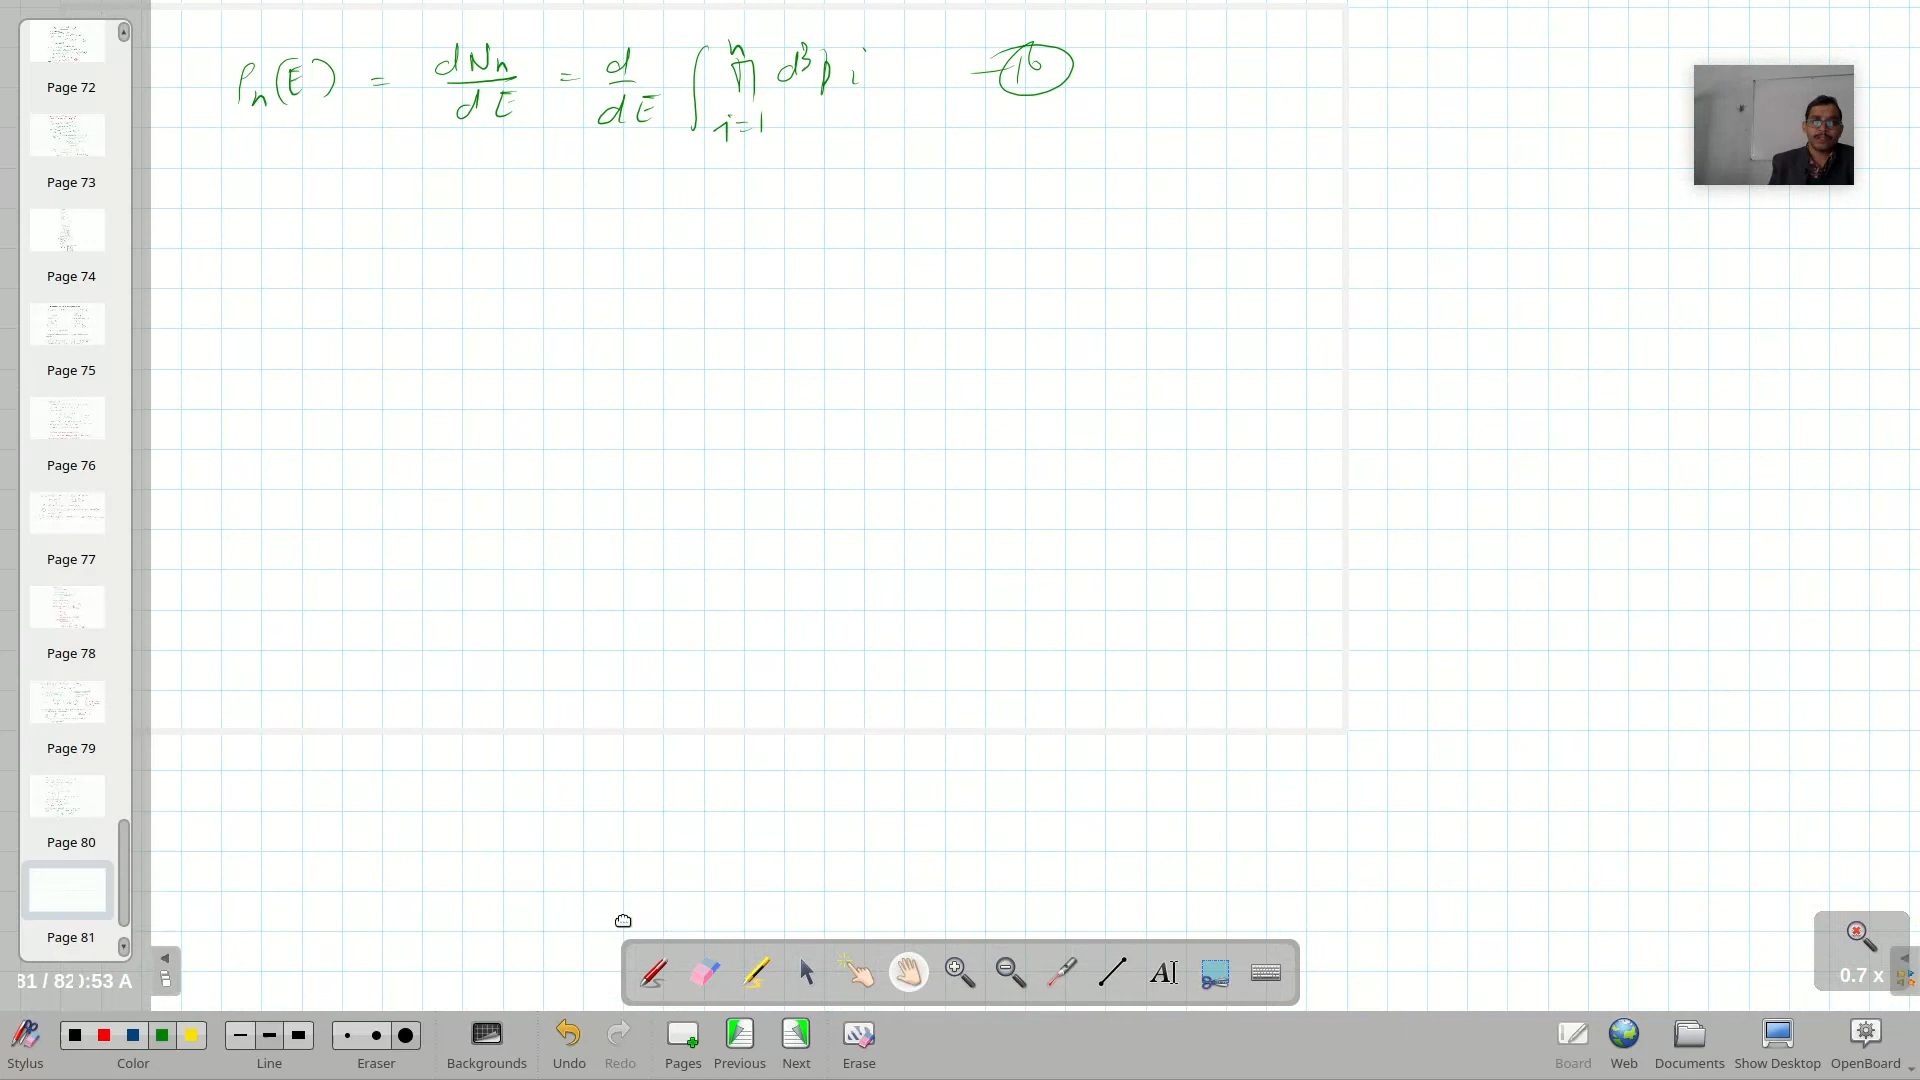 ρn(E) = dNn/dE = d/dE ∫ ∏ⁿᵢ₌₁ d³pi —(16)
Page 72
Page 73
Page 74
Page 75
Page 76
Page 77
Page 78
Page 79
Page 80
Page 81
0.7 x
Stylus
Color
Line
Eraser
Backgrounds
Undo
Redo
Pages
Previous
Next
Erase
Board
Web
Documents
Show Desktop
OpenBoard